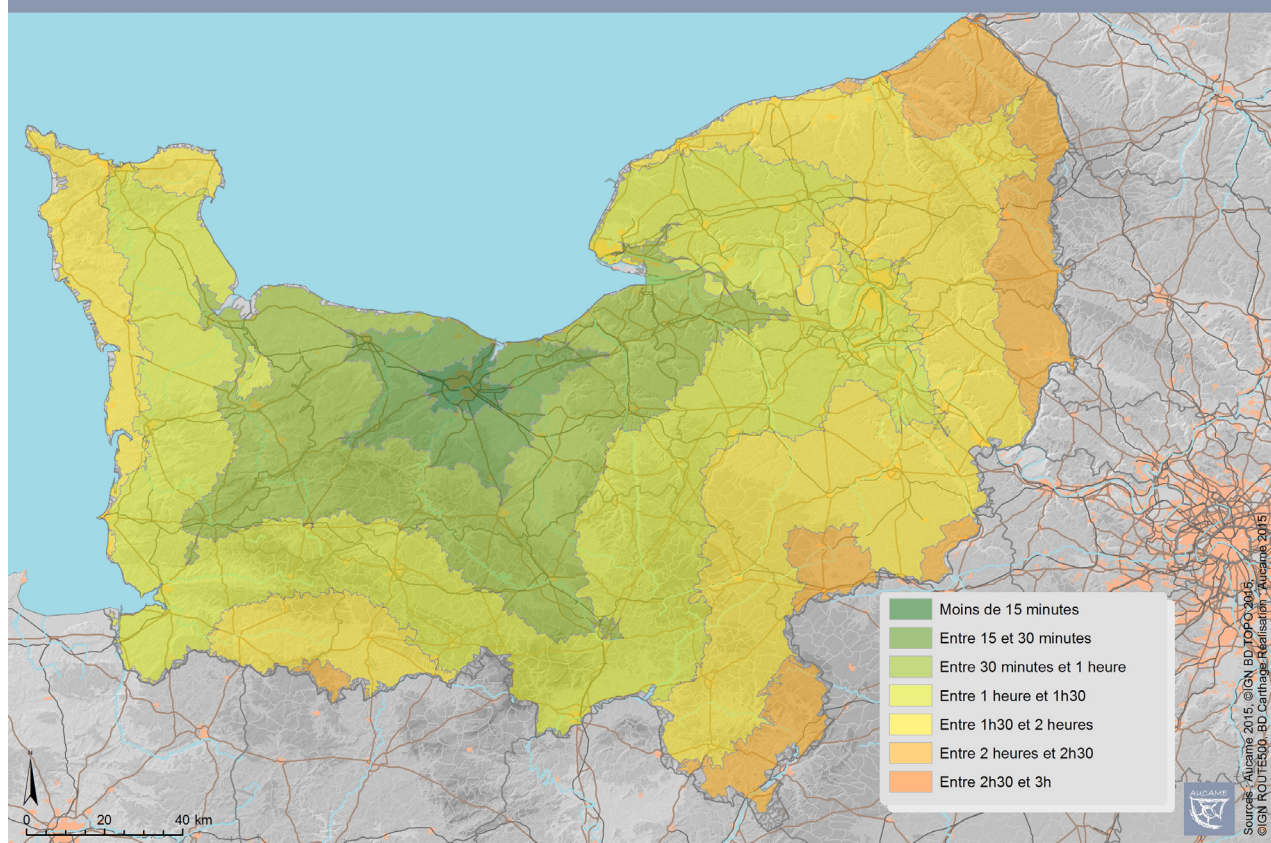 Moins de 15 minutes
Entre 15 et 30 minutes
Entre 30 minutes et 1 heure
Entre 1 heure et 1h30
Entre 1h30 et 2 heures
Entre 2 heures et 2h30
Entre 2h30 et 3h
N
0 20 40 km
AUCAME
Sources : Aucame 2015, ©IGN BD TOPO 2015,
©IGN ROUTE500, BD Carthage Réalisation : Aucame 2015